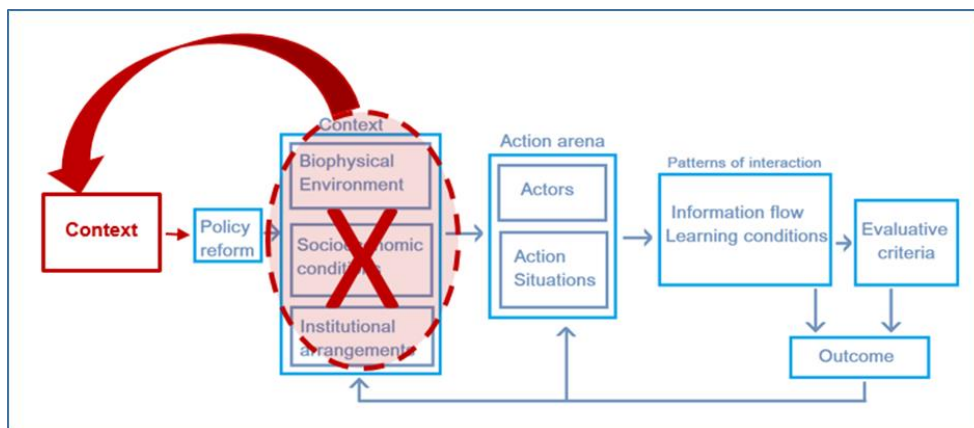 Context
Policy
reform
Context
Biophysical
Environment
Socioeconomic
conditions
Institutional
arrangements
X
Action arena
Actors
Action
Situations
Patterns of interaction
Information flow
Learning conditions
Evaluative
criteria
Outcome